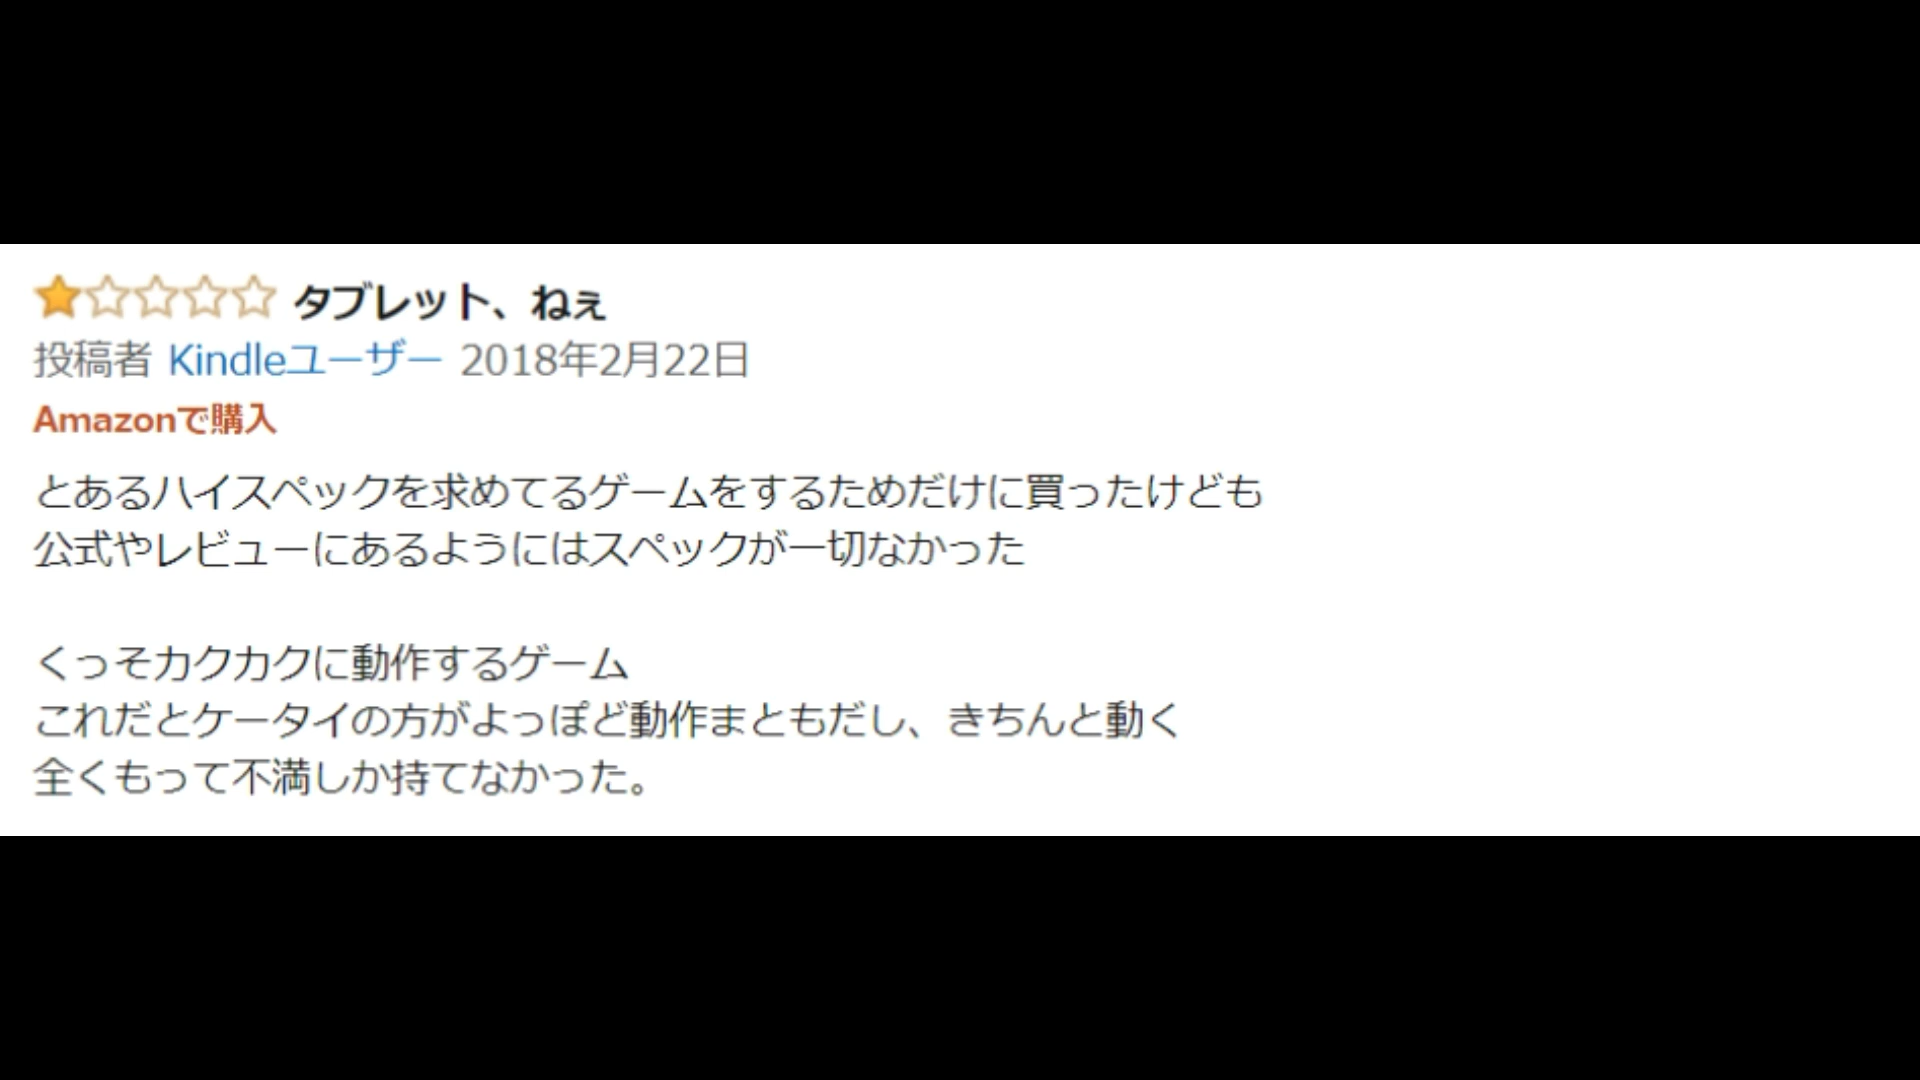 タブレット、ねぇ
投稿者 Kindleユーザー 2018年2月22日
Amazonで購入
とあるハイスペックを求めてるゲームをするためだけに買ったけども
公式やレビューにあるようにはスペックが一切なかった
くっそカクカクに動作するゲーム
これだとケータイの方がよっぽど動作まともだし、きちんと動く
全くもって不満しか持てなかった。